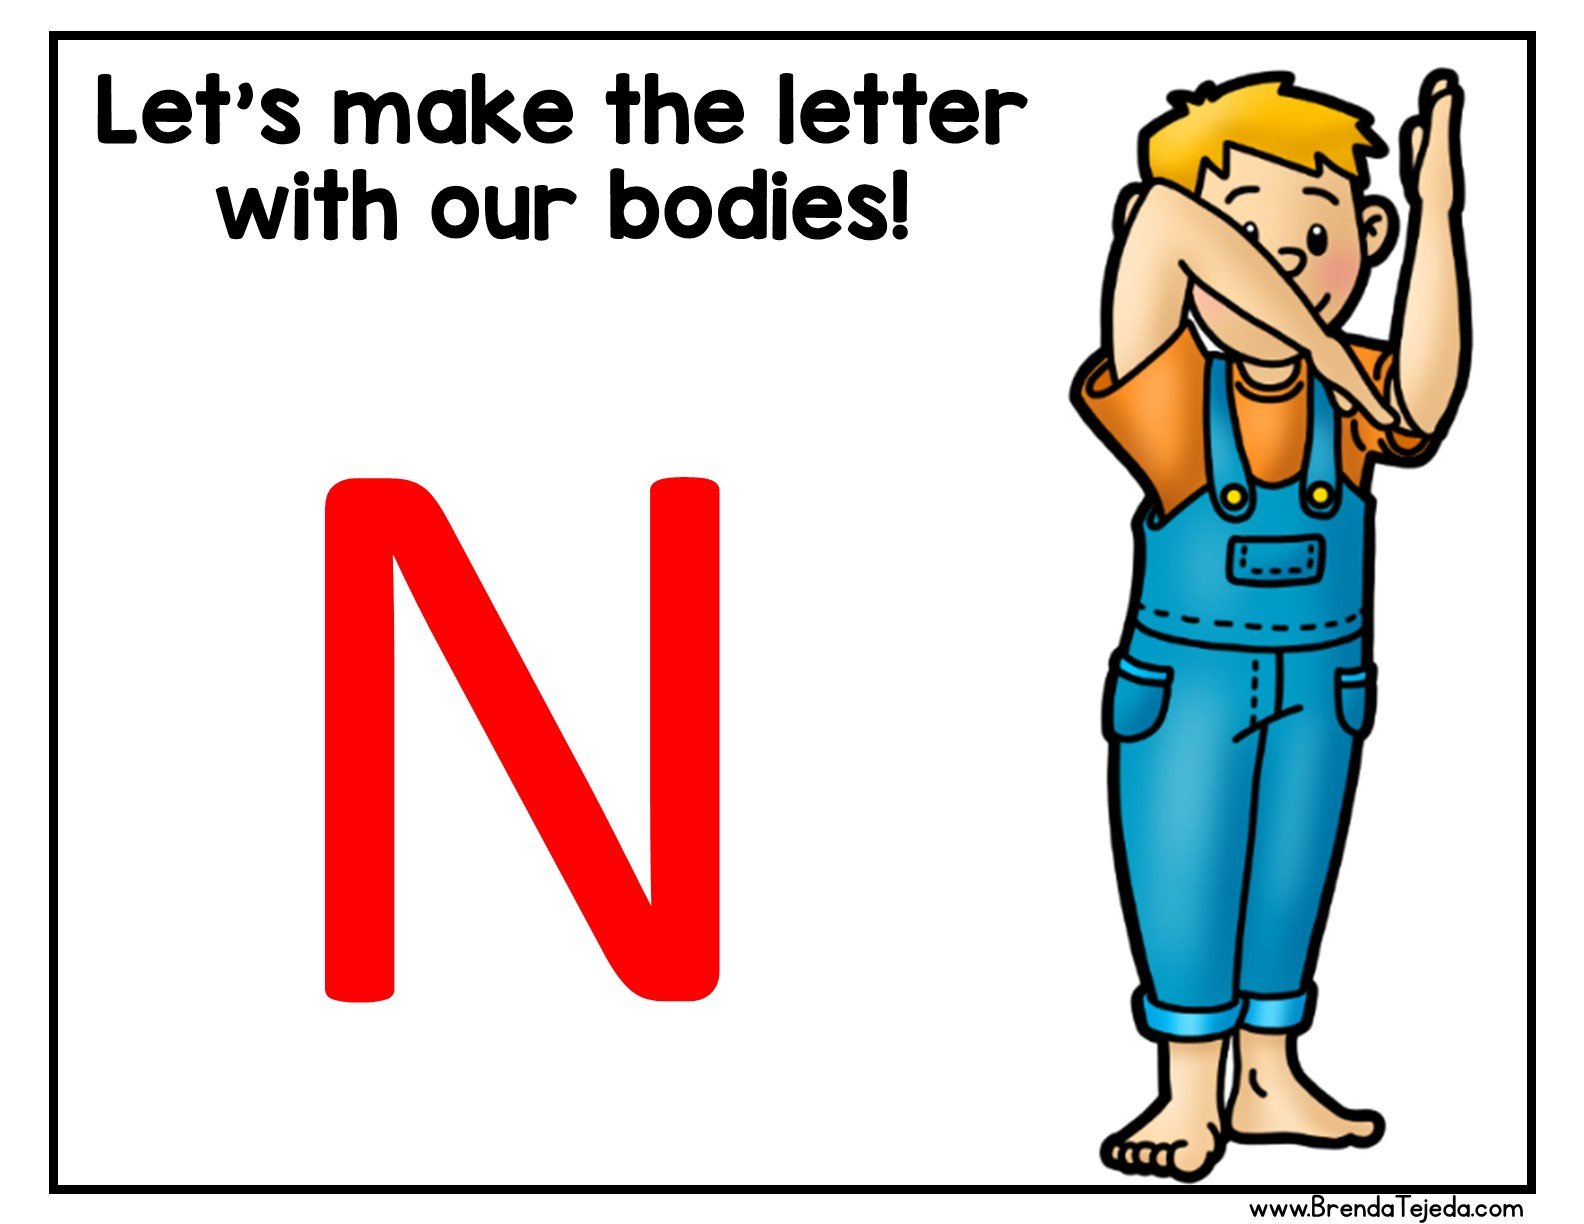 Let's make the letter
with our bodies!
N
www.BrendaTejeda.com